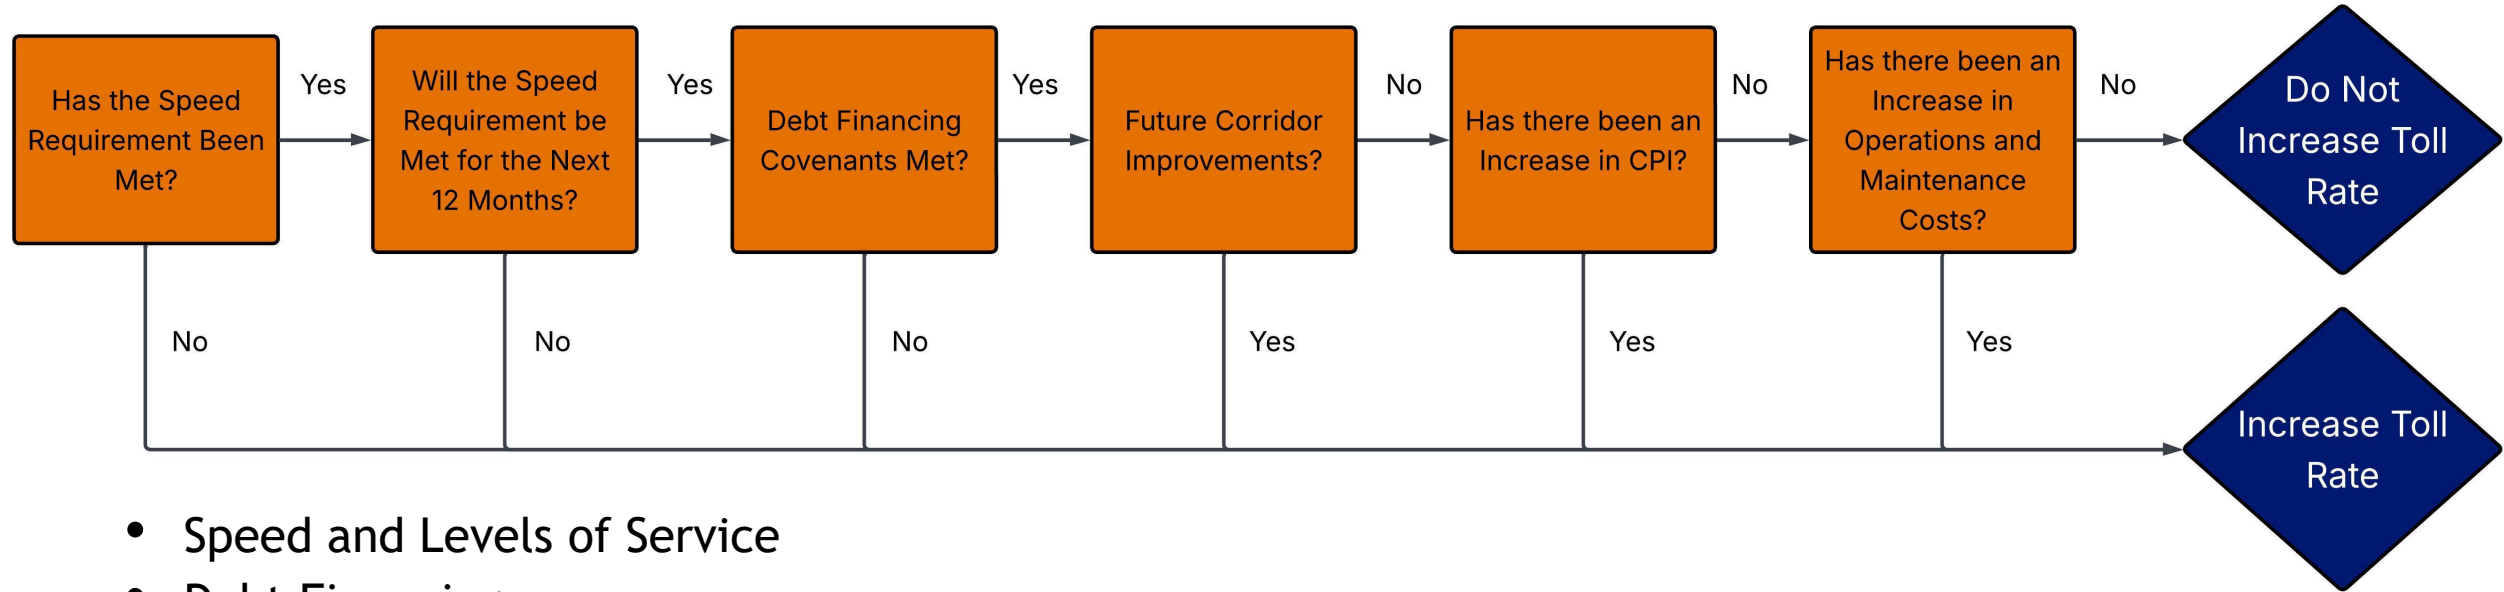 Has the Speed
Requirement Been
Met?
Yes
Will the Speed
Requirement be
Met for the Next
12 Months?
Yes
Debt Financing
Covenants Met?
Yes
Future Corridor
Improvements?
No
Has there been an
Increase in CPI?
No
Has there been an
Increase in
Operations and
Maintenance
Costs?
No
Do Not
Increase Toll
Rate
No
No
No
Yes
Yes
Yes
Increase Toll
Rate
• Speed and Levels of Service